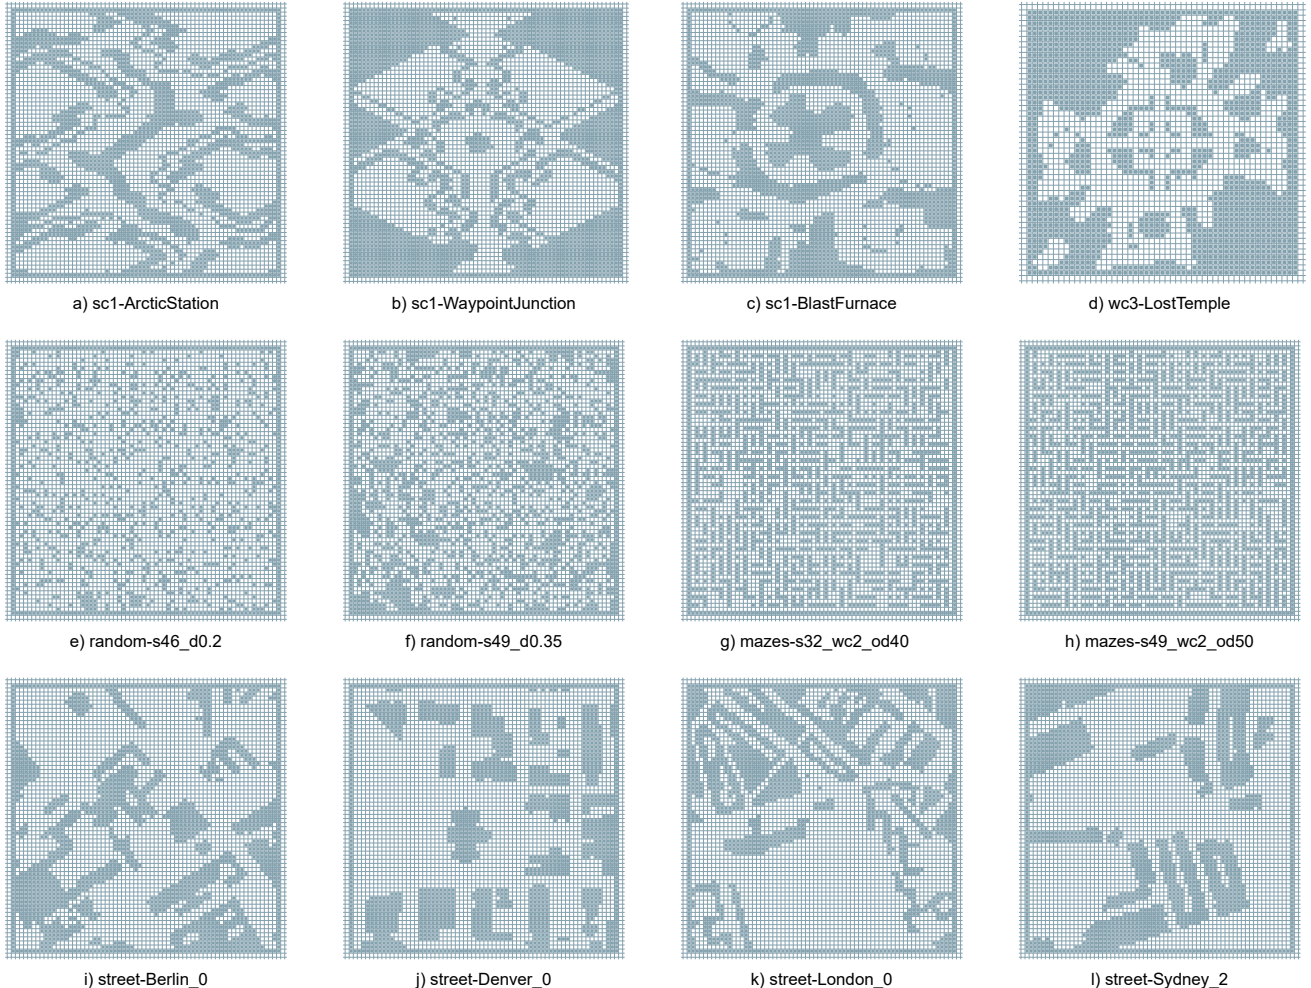 a) sc1-ArcticStation
b) sc1-WaypointJunction
c) sc1-BlastFurnace
d) wc3-LostTemple
e) random-s46_d0.2
f) random-s49_d0.35
g) mazes-s32_wc2_od40
h) mazes-s49_wc2_od50
i) street-Berlin_0
j) street-Denver_0
k) street-London_0
l) street-Sydney_2